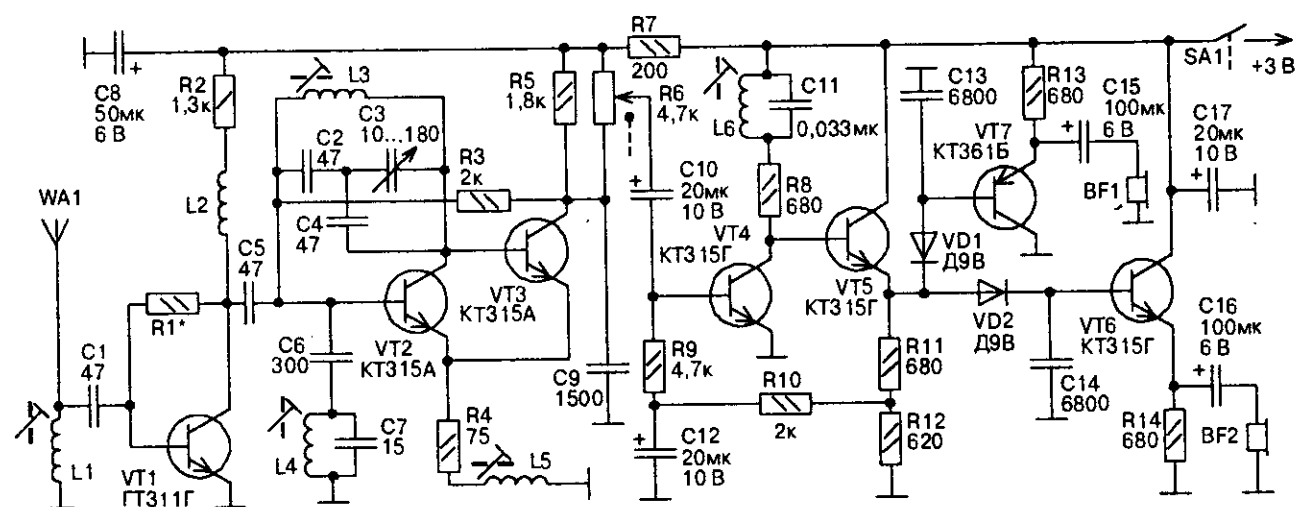 C8
50мк
6 В
R2
1,3к
L3
C3
10...180
C2
47
R5
1,8к
R6
4,7к
R7
200
L6
C11
0,033мк
C13
6800
R13
680
C15
100мк
6 В
SA1
+3 В
C17
20мк
10 В
VT7
КТ361Б
BF1
WA1
L2
C5
47
C4
47
R3
2к
C10
20мк
10 В
R8
680
VT4
КТ315Г
VT3
КТ315А
VT5
КТ315Г
VD1
Д9В
VD2
Д9В
VT6
КТ315Г
C16
100мк
6 В
R1*
C1
47
C6
300
VT2
КТ315А
C9
1500
R9
4,7к
R10
2к
R11
680
R12
620
C14
6800
R14
680
BF2
L1
VT1
ГТ311Г
L4
C7
15
R4
75
L5
C12
20мк
10 В